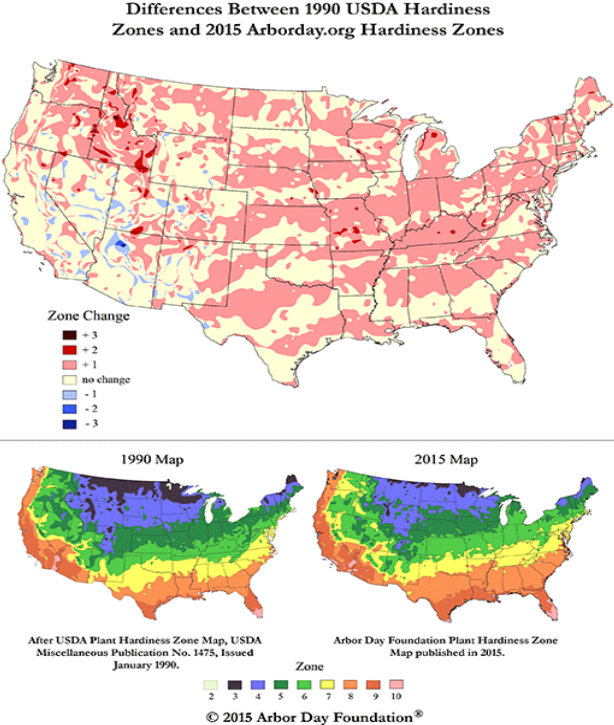 Differences Between 1990 USDA Hardiness
Zones and 2015 Arborday.org Hardiness Zones
Zone Change
+ 3
+ 2
+ 1
no change
- 1
- 2
- 3
1990 Map
2015 Map
After USDA Plant Hardiness Zone Map, USDA
Miscellaneous Publication No. 1475, Issued
January 1990.
Arbor Day Foundation Plant Hardiness Zone
Map published in 2015.
Zone
2 3 4 5 6 7 8 9 10
© 2015 Arbor Day Foundation®